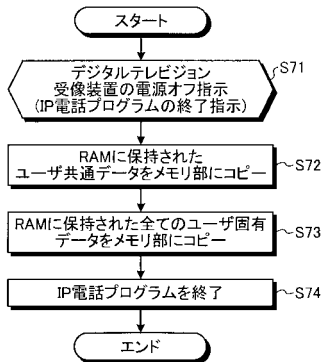 スタート
デジタルテレビジョン
受像装置の電源オフ指示
(IP電話プログラムの終了指示)
S71
RAMに保持された
ユーザ共通データをメモリ部にコピー
S72
RAMに保持された全てのユーザ固有
データをメモリ部にコピー
S73
IP電話プログラムを終了
S74
エンド